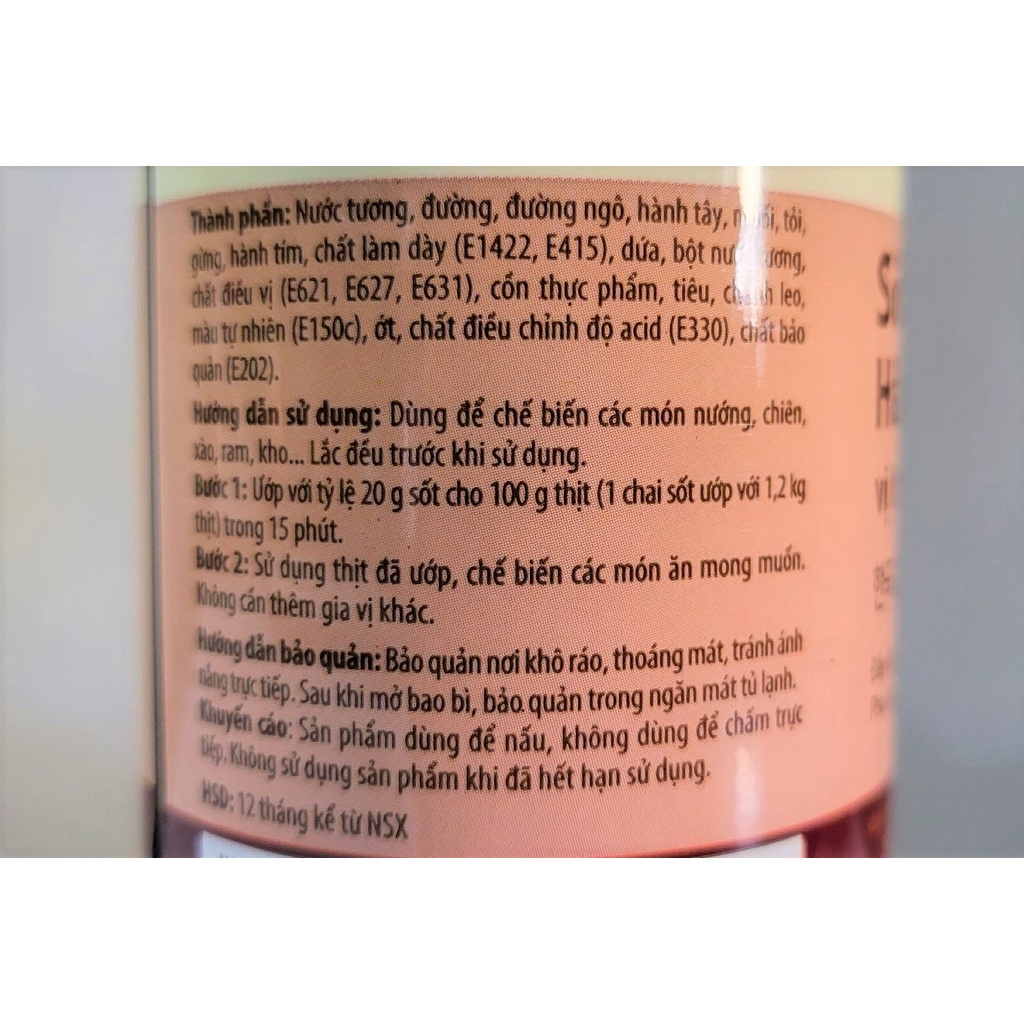 Thành phần: Nước tương, đường, đường ngô, hành tây, muối, tỏi,
gừng, hành tím, chất làm dày (E1422, E415), dứa, bột nước tương,
chất điều vị (E621, E627, E631), cồn thực phẩm, tiêu, chanh leo,
màu tự nhiên (E150c), ớt, chất điều chỉnh độ acid (E330), chất bảo
quản (E202).
Hướng dẫn sử dụng: Dùng để chế biến các món nướng, chiên,
xào, ram, kho... Lắc đều trước khi sử dụng.
Bước 1: Ướp với tỷ lệ 20 g sốt cho 100 g thịt (1 chai sốt ướp với 1,2 kg
thịt) trong 15 phút.
Bước 2: Sử dụng thịt đã ướp, chế biến các món ăn mong muốn.
Không cần thêm gia vị khác.
Hướng dẫn bảo quản: Bảo quản nơi khô ráo, thoáng mát, tránh ánh
nắng trực tiếp. Sau khi mở bao bì, bảo quản trong ngăn mát tủ lạnh.
Khuyến cáo: Sản phẩm dùng để nấu, không dùng để chấm trực
tiếp. Không sử dụng sản phẩm khi đã hết hạn sử dụng.
HSD: 12 tháng kể từ NSX